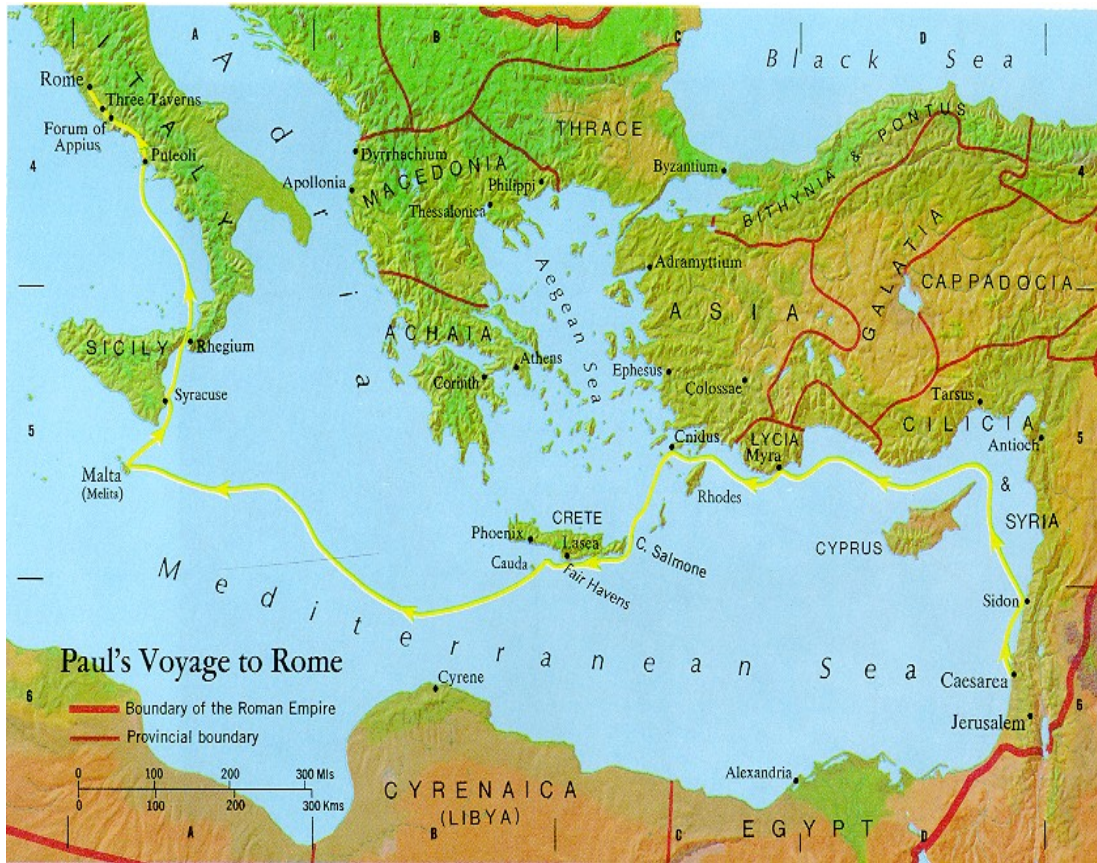 A
B
C
D
Black Sea
Rome
Three Taverns
Forum of
Appius
ITALY
Adria
Puteoli
4
Dyrrhachium
Apollonia
MACEDONIA
Philippi
Thessalonica
THRACE
Byzantium
BITHYNIA & PONTUS
4
Adramyttium
Aegean Sea
ASIA
GALATIA
CAPPADOCIA
SICILY
Rhegium
ACHAIA
Athens
Corinth
Ephesus
Colossae
Tarsus
CILICIA
Syracuse
5
Cnidus
LYCIA
Myra
Antioch
5
Malta
(Melita)
Rhodes
&
SYRIA
CRETE
Phoenix
Lasea
C. Salmone
CYPRUS
Cauda
Fair Havens
Sidon
Mediterranean Sea
Paul's Voyage to Rome
Cyrene
Caesarea
6
Boundary of the Roman Empire
Jerusalem
6
Provincial boundary
0 100 200 300 Mls
0 100 200 300 Kms
Alexandria
CYRENAICA
(LIBYA)
EGYPT
A
B
C
D